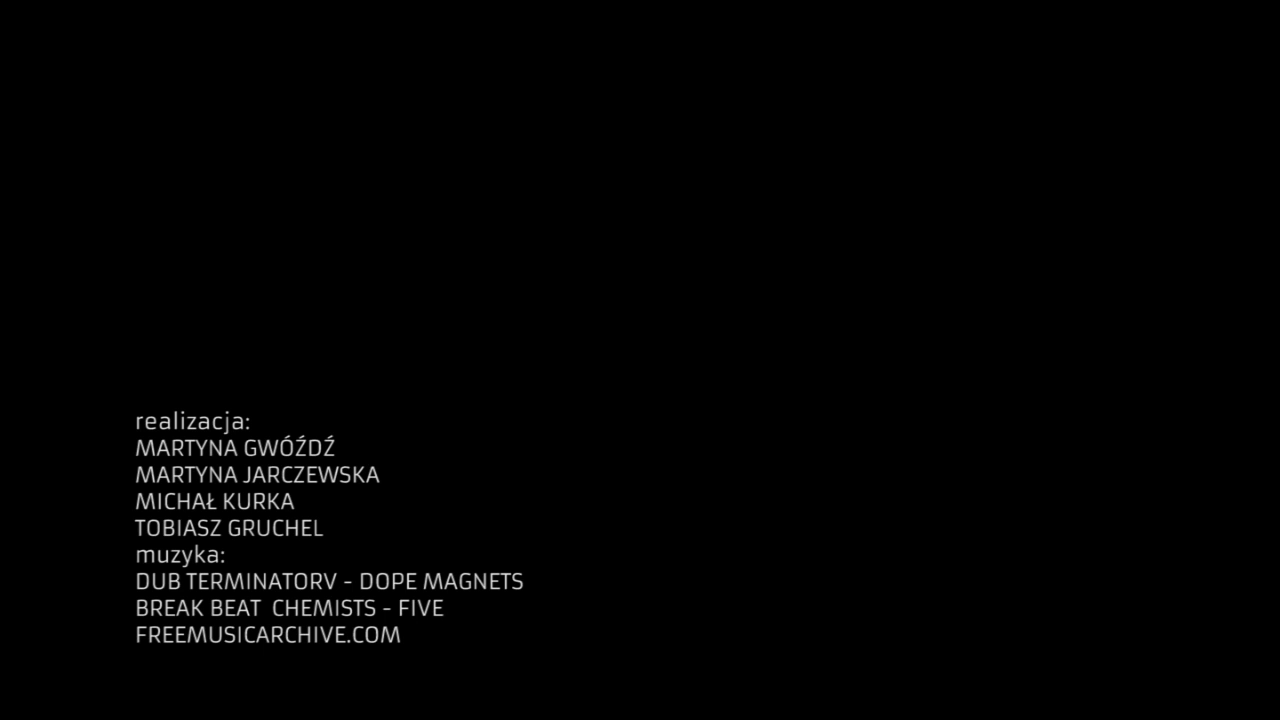 realizacja:
MARTYNA GWÓŹDŹ
MARTYNA JARCZEWSKA
MICHAŁ KURKA
TOBIASZ GRUCHEL
muzyka:
DUB TERMINATORV - DOPE MAGNETS
BREAK BEAT  CHEMISTS - FIVE
FREEMUSICARCHIVE.COM